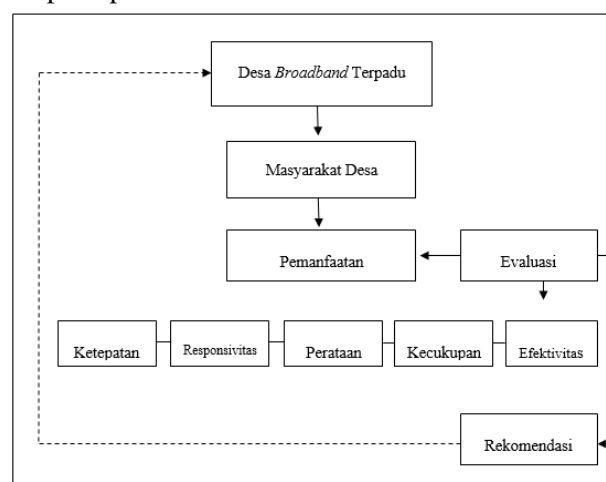 Desa Broadband Terpadu
Masyarakat Desa
Pemanfaatan
Evaluasi
Ketepatan
Responsivitas
Perataan
Kecukupan
Efektivitas
Rekomendasi